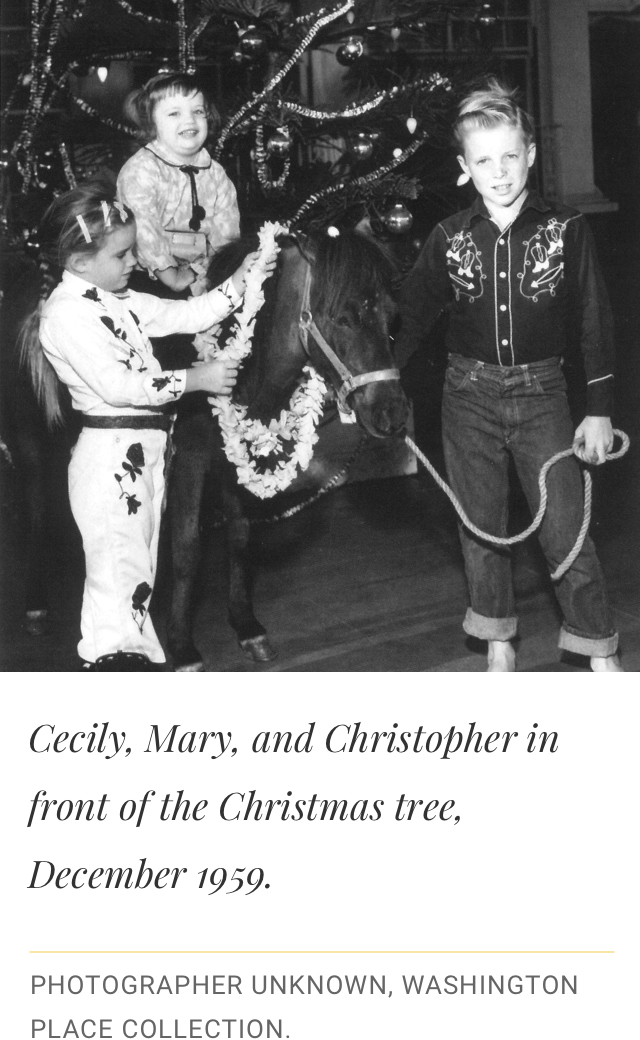 Cecily, Mary, and Christopher in
front of the Christmas tree,
December 1959.
PHOTOGRAPHER UNKNOWN, WASHINGTON
PLACE COLLECTION.